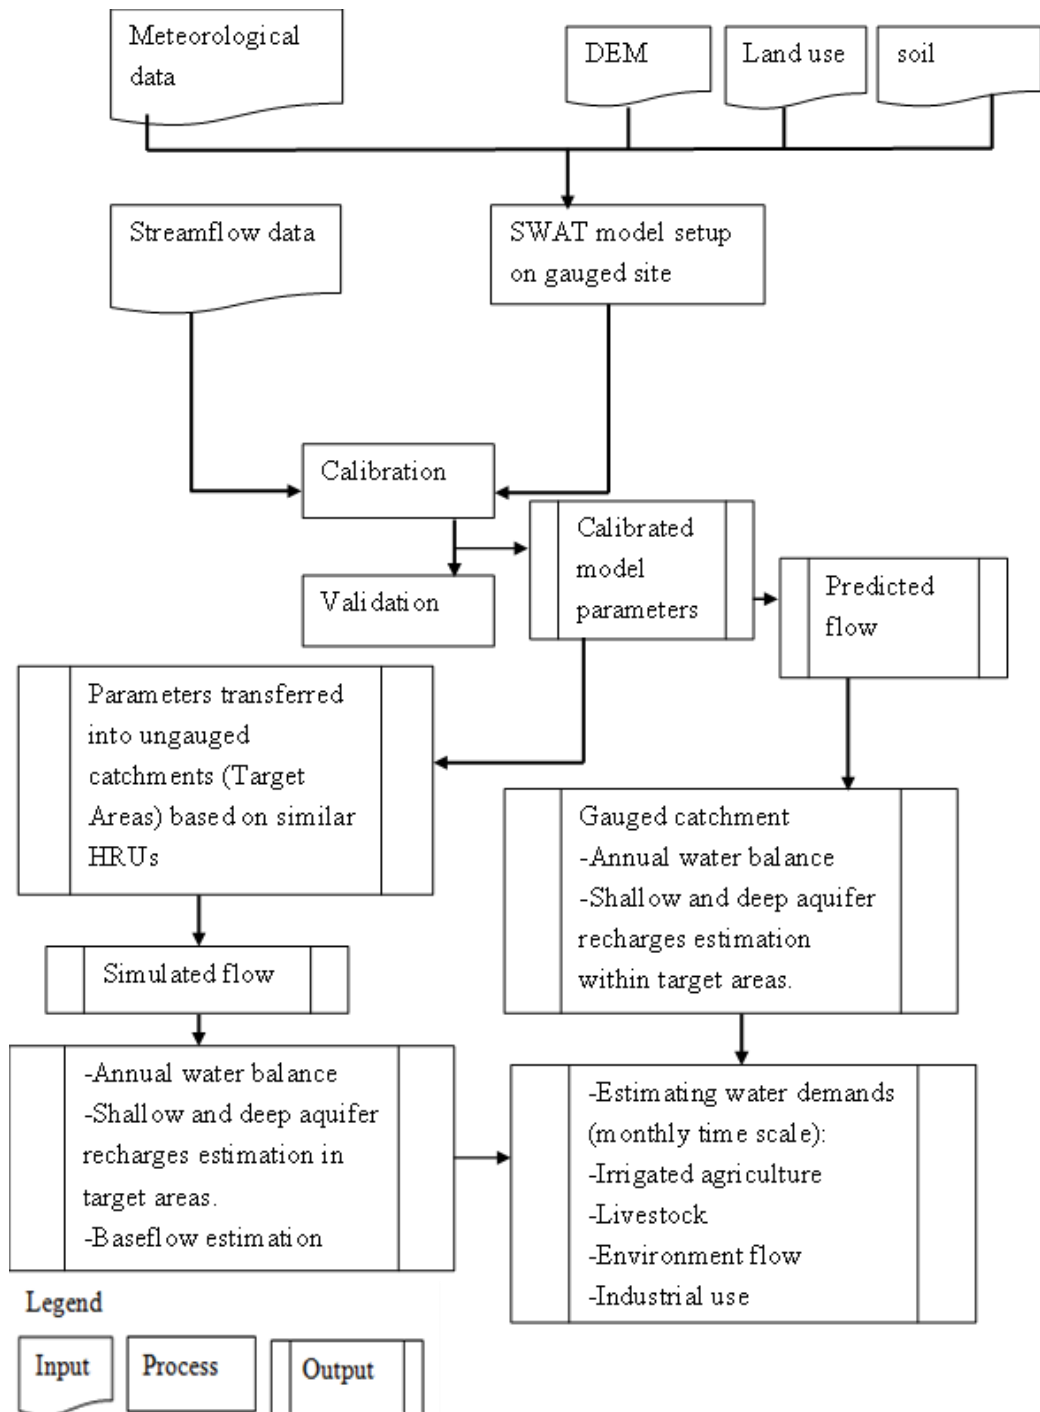 Meteorological
data
DEM
Land use
soil
Streamflow data
SWAT model setup
on gauged site
Calibration
Calibrated
model
parameters
Validation
Predicted
flow
Parameters transferred
into ungauged
catchments (Target
Areas) based on similar
HRUs
Gauged catchment
-Annual water balance
-Shallow and deep aquifer
recharges estimation
within target areas.
Simulated flow
-Annual water balance
-Shallow and deep aquifer
recharges estimation in
target areas.
-Baseflow estimation
-Estimating water demands
(monthly time scale):
-Irrigated agriculture
-Livestock
-Environment flow
-Industrial use
Legend
Input
Process
Output